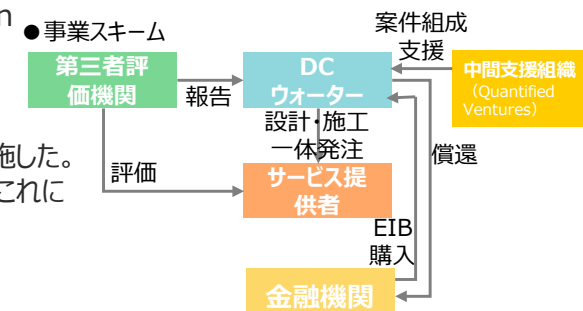 n
●事業スキーム
案件組成
支援
第三者評
価機関
報告
DC
ウォーター
中間支援組織
（Quantified
Ventures）
設計・施工
一体発注
償還
施した。
これに
評価
サービス提
供者
EIB
購入
金融機関